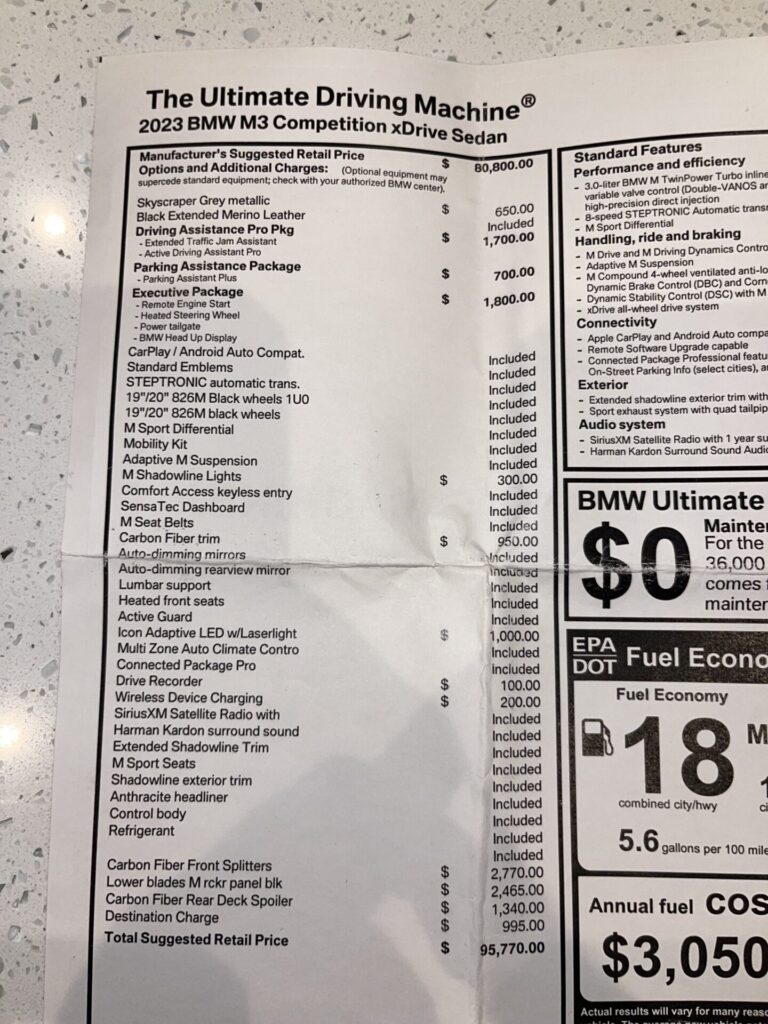 The Ultimate Driving Machine®
2023 BMW M3 Competition xDrive Sedan
Manufacturer's Suggested Retail Price $ 80,800.00
Options and Additional Charges: (Optional equipment may
supercede standard equipment; check with your authorized BMW center).
Skyscraper Grey metallic $ 650.00
Black Extended Merino Leather Included
Driving Assistance Pro Pkg $ 1,700.00
- Extended Traffic Jam Assistant
- Active Driving Assistant Pro
Parking Assistance Package $ 700.00
- Parking Assistant Plus
Executive Package $ 1,800.00
- Remote Engine Start
- Heated Steering Wheel
- Power tailgate
- BMW Head Up Display
CarPlay / Android Auto Compat. Included
Standard Emblems Included
STEPTRONIC automatic trans. Included
19"/20" 826M Black wheels 1U0 Included
19"/20" 826M black wheels Included
M Sport Differential Included
Mobility Kit Included
Adaptive M Suspension Included
M Shadowline Lights $ 300.00
Comfort Access keyless entry Included
SensaTec Dashboard Included
M Seat Belts Included
Carbon Fiber trim $ 950.00
Auto-dimming mirrors Included
Auto-dimming rearview mirror Included
Lumbar support Included
Heated front seats Included
Active Guard Included
Icon Adaptive LED w/Laserlight $ 1,000.00
Multi Zone Auto Climate Contro Included
Connected Package Pro Included
Drive Recorder $ 100.00
Wireless Device Charging $ 200.00
SiriusXM Satellite Radio with Included
Harman Kardon surround sound Included
Extended Shadowline Trim Included
M Sport Seats Included
Shadowline exterior trim Included
Anthracite headliner Included
Control body Included
Refrigerant Included
Included
Carbon Fiber Front Splitters $ 2,770.00
Lower blades M rckr panel blk $ 2,465.00
Carbon Fiber Rear Deck Spoiler $ 1,340.00
Destination Charge $ 995.00
Total Suggested Retail Price $ 95,770.00
Standard Features
Performance and efficiency
- 3.0-liter BMW M TwinPower Turbo inline
variable valve control (Double-VANOS
high-precision direct injection
- 8-speed STEPTRONIC Automatic
- M Sport Differential
Handling, ride and braking
- M Drive and M Driving Dynamics
- Adaptive M Suspension
- M Compound 4-wheel ventilated
Dynamic Brake Control (DBC) and
- Dynamic Stability Control (DSC) with M
- xDrive all-wheel drive system
Connectivity
- Apple CarPlay and Android Auto
- Remote Software Upgrade capable
- Connected Package Professional
On-Street Parking Info (select cities),
Exterior
- Extended shadowline exterior trim with
- Sport exhaust system with quad
Audio system
- SiriusXM Satellite Radio with 1 year
- Harman Kardon Surround Sound
BMW Ultimate
$0
For the
36,000
comes
EPA
DOT Fuel
Fuel Economy
18
combined city/hwy
5.6 gallons per 100
Annual fuel
$3,050
Actual results will vary for many